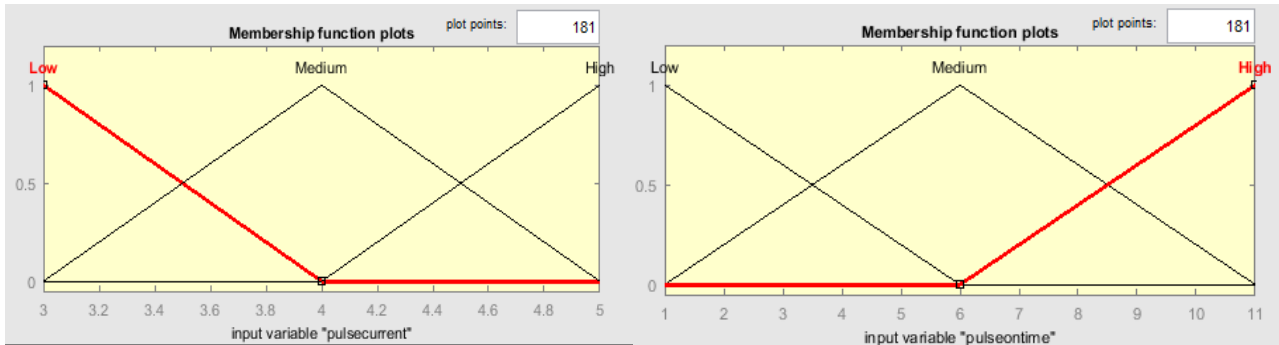 Membership function plots plot points: 181
Low Medium High
1
0.5
0
3 3.2 3.4 3.6 3.8 4 4.2 4.4 4.6 4.8 5
input variable "pulsecurrent"
Membership function plots plot points: 181
Low Medium High
1
0.5
0
1 2 3 4 5 6 7 8 9 10 11
input variable "pulseontime"